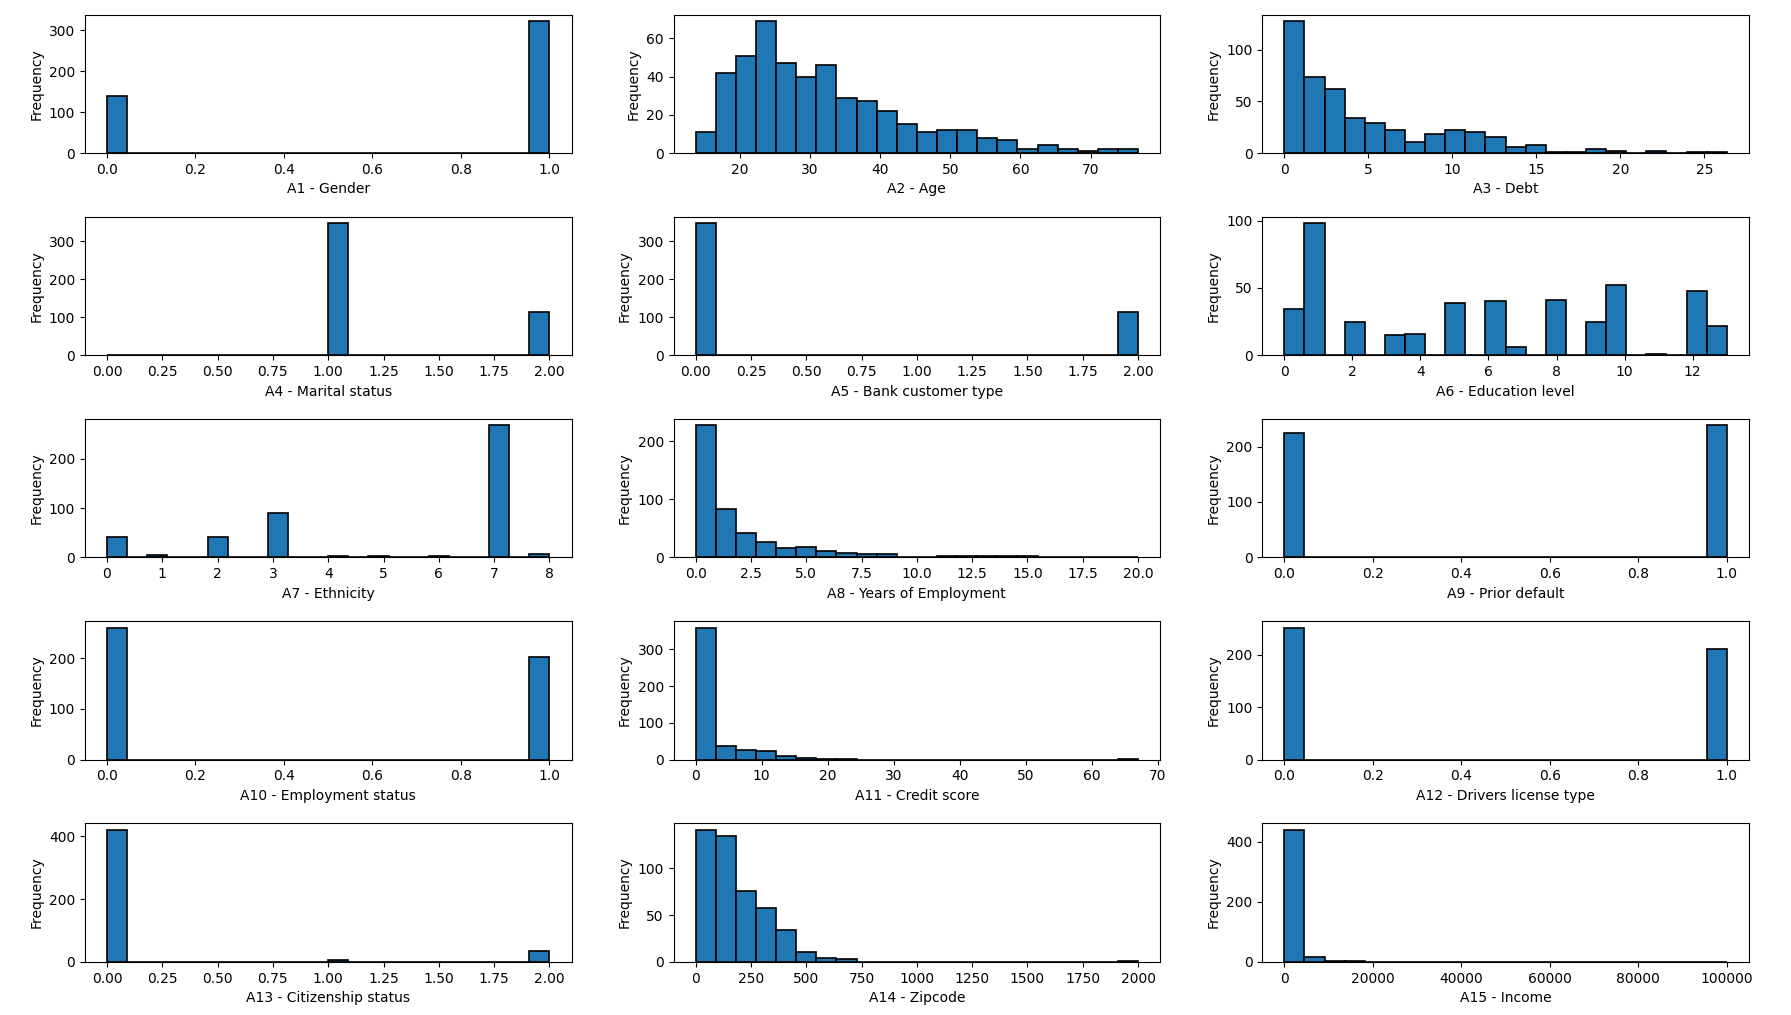 300
200
100
0
Frequency
0.0 0.2 0.4 0.6 0.8 1.0
A1 - Gender
60
40
20
0
Frequency
20 30 40 50 60 70
A2 - Age
100
50
0
Frequency
0 5 10 15 20 25
A3 - Debt
300
200
100
0
Frequency
0.00 0.25 0.50 0.75 1.00 1.25 1.50 1.75 2.00
A4 - Marital status
300
200
100
0
Frequency
0.00 0.25 0.50 0.75 1.00 1.25 1.50 1.75 2.00
A5 - Bank customer type
100
50
0
Frequency
0 2 4 6 8 10 12
A6 - Education level
200
100
0
Frequency
0 1 2 3 4 5 6 7 8
A7 - Ethnicity
200
100
0
Frequency
0.0 2.5 5.0 7.5 10.0 12.5 15.0 17.5 20.0
A8 - Years of Employment
200
100
0
Frequency
0.0 0.2 0.4 0.6 0.8 1.0
A9 - Prior default
200
100
0
Frequency
0.0 0.2 0.4 0.6 0.8 1.0
A10 - Employment status
300
200
100
0
Frequency
0 10 20 30 40 50 60 70
A11 - Credit score
200
100
0
Frequency
0.0 0.2 0.4 0.6 0.8 1.0
A12 - Drivers license type
400
200
0
Frequency
0.00 0.25 0.50 0.75 1.00 1.25 1.50 1.75 2.00
A13 - Citizenship status
100
50
0
Frequency
0 250 500 750 1000 1250 1500 1750 2000
A14 - Zipcode
400
200
0
Frequency
0 20000 40000 60000 80000 100000
A15 - Income